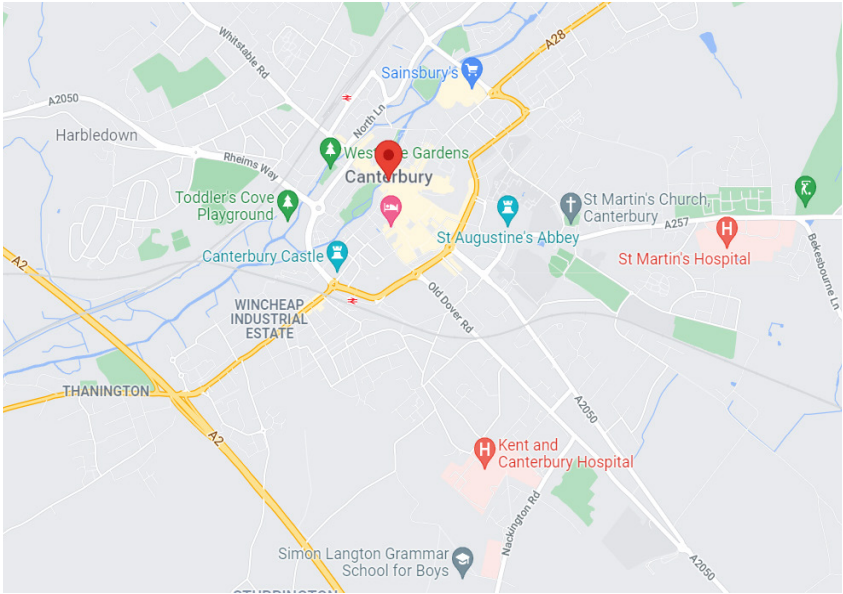 A28
Whitstable Rd
Sainsbury's
A2050
North Ln
Harbledown
Rheims Way
Gardens
Canterbury
Toddler's Cove
Playground
St Martin's Church,
Canterbury
A257
St Augustine's Abbey
St Martin's Hospital
Bekesbourne Ln
Canterbury Castle
A2
Old Dover Rd
WINCHEAP
INDUSTRIAL
ESTATE
THANINGTON
A2050
A2
Kent and
Canterbury Hospital
Nackington Rd
Simon Langton Grammar
School for Boys
A2050